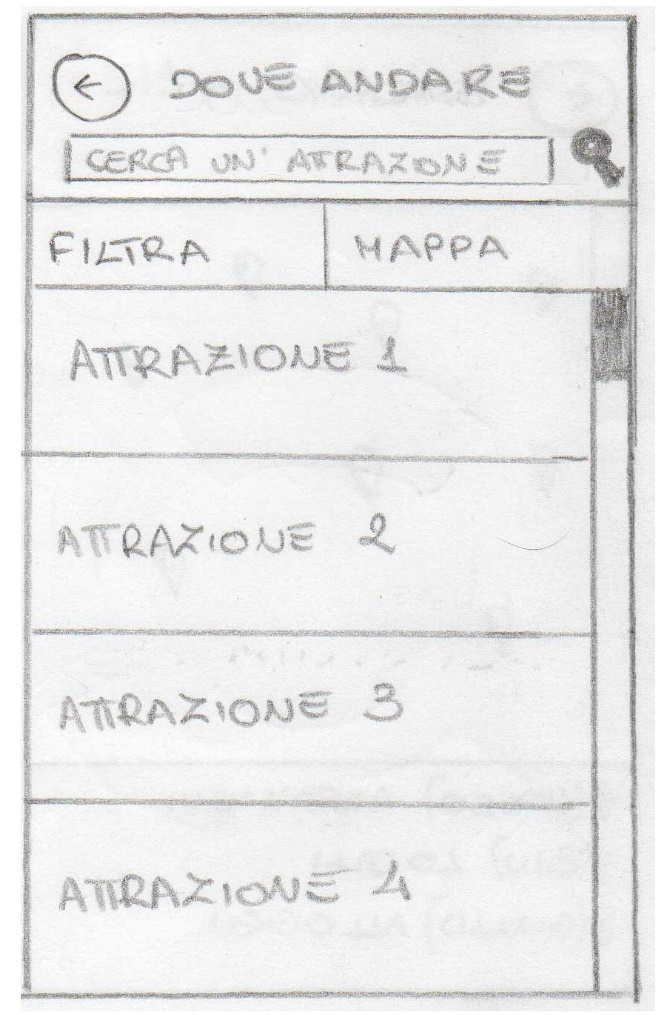 ← DOVE ANDARE
CERCA UN' ATTRAZIONE
FILTRA MAPPA
ATTRAZIONE 1
ATTRAZIONE 2
ATTRAZIONE 3
ATTRAZIONE 4